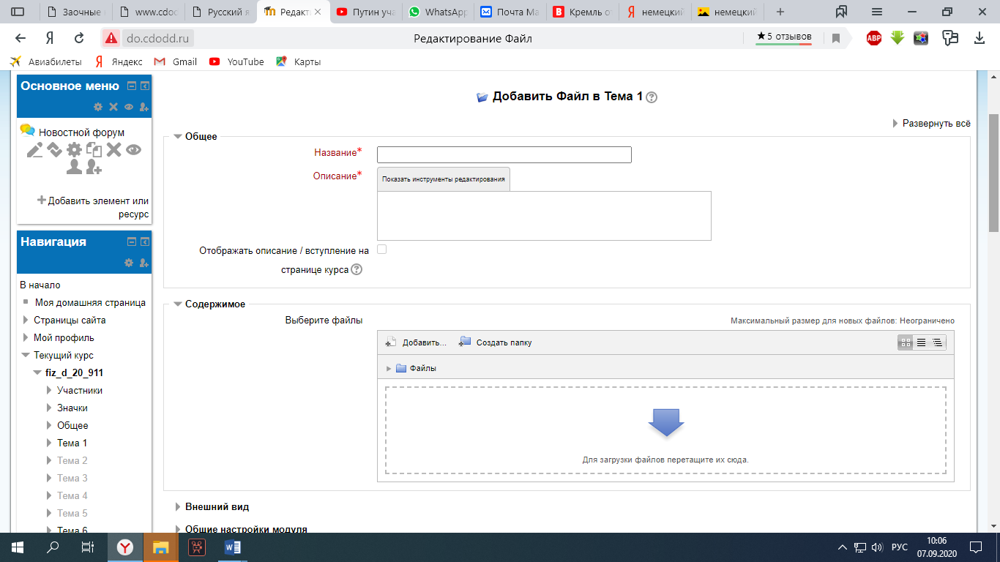 Заочные
www.cdoc
Русский я
Редакт
Путин уча
WhatsApp
Почта Ма
Кремль о
немецкий
немецкий
do.cdodd.ru
Редактирование Файл
★5 отзывов
ABP
Авиабилеты
Яндекс
Gmail
YouTube
Карты
Основное меню
Новостной форум
Добавить элемент или
ресурс
Навигация
В начало
Моя домашняя страница
Страницы сайта
Мой профиль
Текущий курс
fiz_d_20_911
Участники
Значки
Общее
Тема 1
Тема 2
Тема 3
Тема 4
Тема 5
Тема 6
Добавить Файл в Тема 1
Развернуть всё
Общее
Название*
Описание*
Показать инструменты редактирования
Отображать описание / вступление на
странице курса
Содержимое
Выберите файлы
Максимальный размер для новых файлов: Неограничено
Добавить...
Создать папку
Файлы
Для загрузки файлов перетащите их сюда.
Внешний вид
Общие настройки модуля
РУС
10:06
07.09.2020